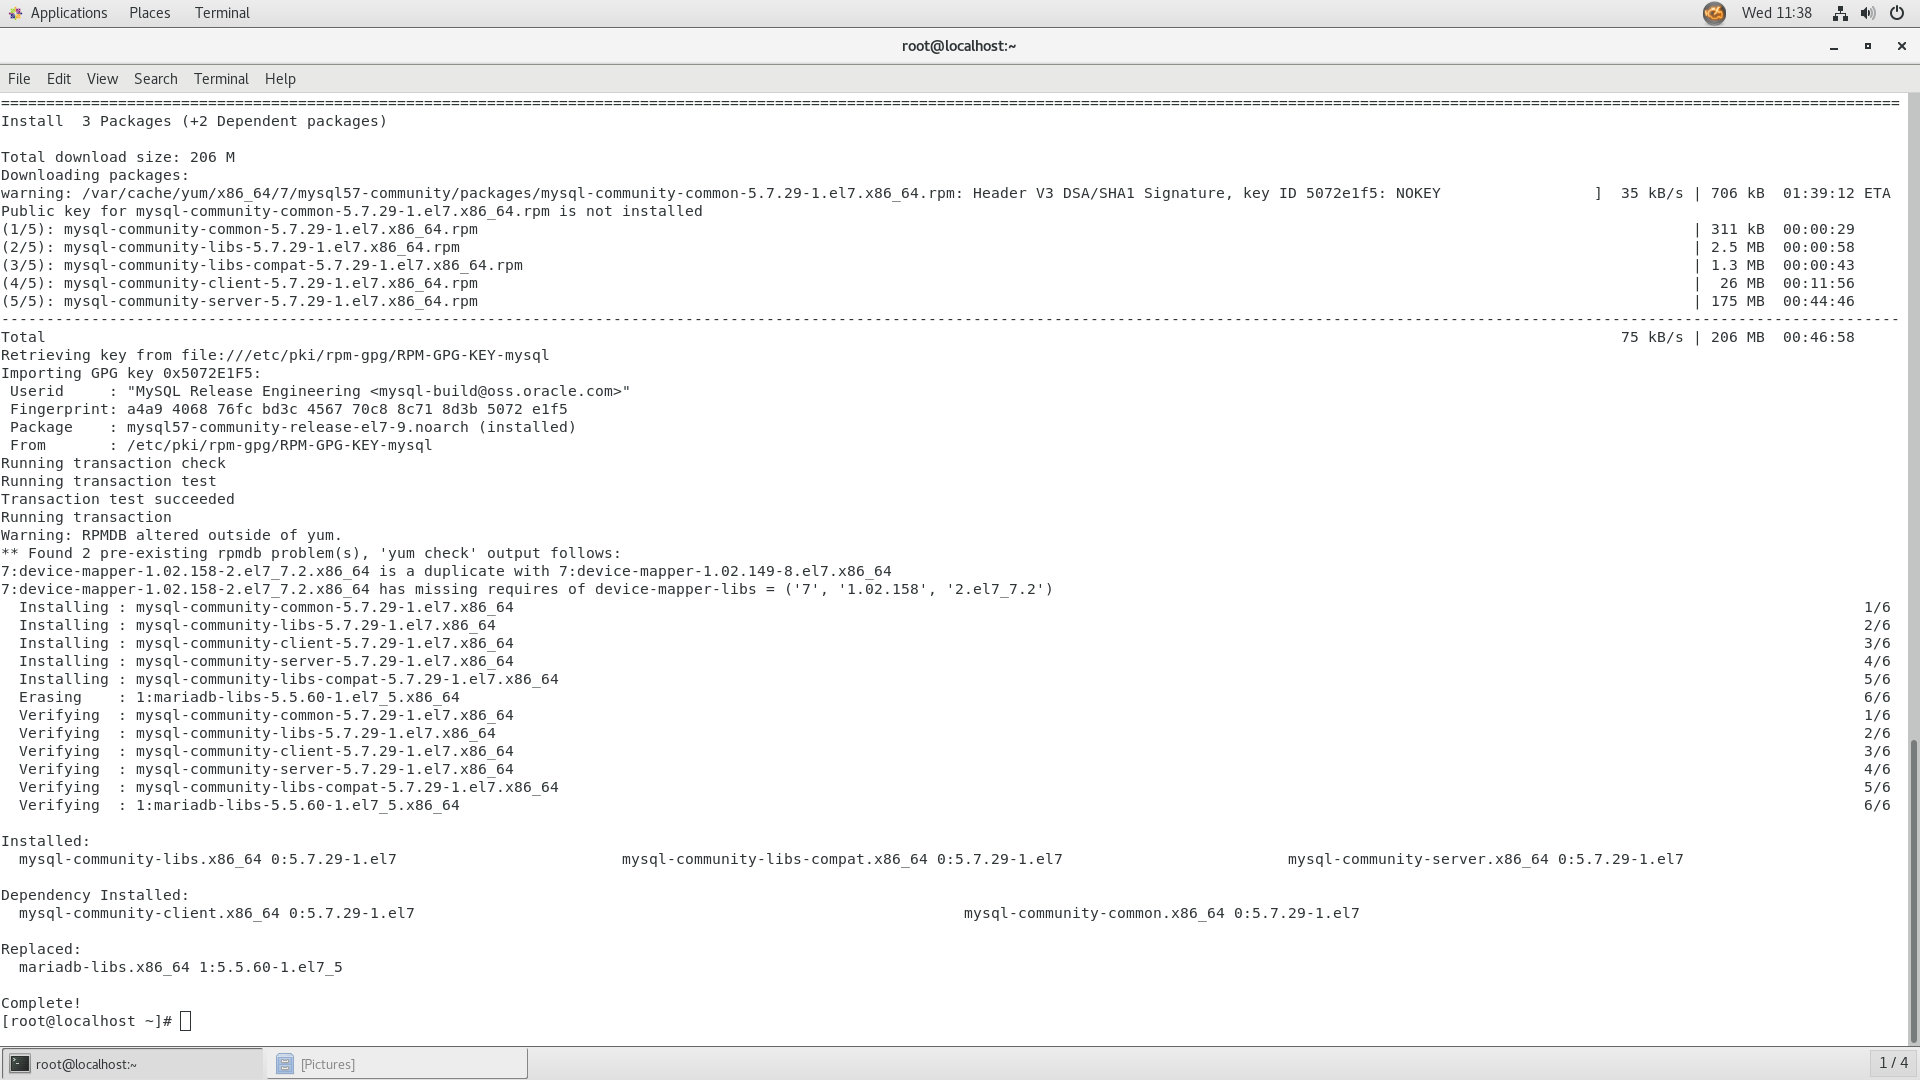 Applications Places Terminal Wed 11:38
root@localhost:~
File Edit View Search Terminal Help
================================================================================
Install  3 Packages (+2 Dependent packages)
Total download size: 206 M
Downloading packages:
warning: /var/cache/yum/x86_64/7/mysql57-community/packages/mysql-community-common-5.7.29-1.el7.x86_64.rpm: Header V3 DSA/SHA1 Signature, key ID 5072e1f5: NOKEY ]  35 kB/s | 706 kB  01:39:12 ETA
Public key for mysql-community-common-5.7.29-1.el7.x86_64.rpm is not installed
(1/5): mysql-community-common-5.7.29-1.el7.x86_64.rpm | 311 kB  00:00:29
(2/5): mysql-community-libs-5.7.29-1.el7.x86_64.rpm | 2.5 MB  00:00:58
(3/5): mysql-community-libs-compat-5.7.29-1.el7.x86_64.rpm | 1.3 MB  00:00:43
(4/5): mysql-community-client-5.7.29-1.el7.x86_64.rpm |  26 MB  00:11:56
(5/5): mysql-community-server-5.7.29-1.el7.x86_64.rpm | 175 MB  00:44:46
--------------------------------------------------------------------------------
Total 75 kB/s | 206 MB  00:46:58
Retrieving key from file:///etc/pki/rpm-gpg/RPM-GPG-KEY-mysql
Importing GPG key 0x5072E1F5:
 Userid     : "MySQL Release Engineering <mysql-build@oss.oracle.com>"
 Fingerprint: a4a9 4068 76fc bd3c 4567 70c8 8c71 8d3b 5072 e1f5
 Package    : mysql57-community-release-el7-9.noarch (installed)
 From       : /etc/pki/rpm-gpg/RPM-GPG-KEY-mysql
Running transaction check
Running transaction test
Transaction test succeeded
Running transaction
Warning: RPMDB altered outside of yum.
** Found 2 pre-existing rpmdb problem(s), 'yum check' output follows:
7:device-mapper-1.02.158-2.el7_7.2.x86_64 is a duplicate with 7:device-mapper-1.02.149-8.el7.x86_64
7:device-mapper-1.02.158-2.el7_7.2.x86_64 has missing requires of device-mapper-libs = ('7', '1.02.158', '2.el7_7.2')
  Installing : mysql-community-common-5.7.29-1.el7.x86_64 1/6
  Installing : mysql-community-libs-5.7.29-1.el7.x86_64 2/6
  Installing : mysql-community-client-5.7.29-1.el7.x86_64 3/6
  Installing : mysql-community-server-5.7.29-1.el7.x86_64 4/6
  Installing : mysql-community-libs-compat-5.7.29-1.el7.x86_64 5/6
  Erasing    : 1:mariadb-libs-5.5.60-1.el7_5.x86_64 6/6
  Verifying  : mysql-community-common-5.7.29-1.el7.x86_64 1/6
  Verifying  : mysql-community-libs-5.7.29-1.el7.x86_64 2/6
  Verifying  : mysql-community-client-5.7.29-1.el7.x86_64 3/6
  Verifying  : mysql-community-server-5.7.29-1.el7.x86_64 4/6
  Verifying  : mysql-community-libs-compat-5.7.29-1.el7.x86_64 5/6
  Verifying  : 1:mariadb-libs-5.5.60-1.el7_5.x86_64 6/6
Installed:
  mysql-community-libs.x86_64 0:5.7.29-1.el7 mysql-community-libs-compat.x86_64 0:5.7.29-1.el7 mysql-community-server.x86_64 0:5.7.29-1.el7
Dependency Installed:
  mysql-community-client.x86_64 0:5.7.29-1.el7 mysql-community-common.x86_64 0:5.7.29-1.el7
Replaced:
  mariadb-libs.x86_64 1:5.5.60-1.el7_5
Complete!
[root@localhost ~]#
root@localhost:~ [Pictures] 1 / 4